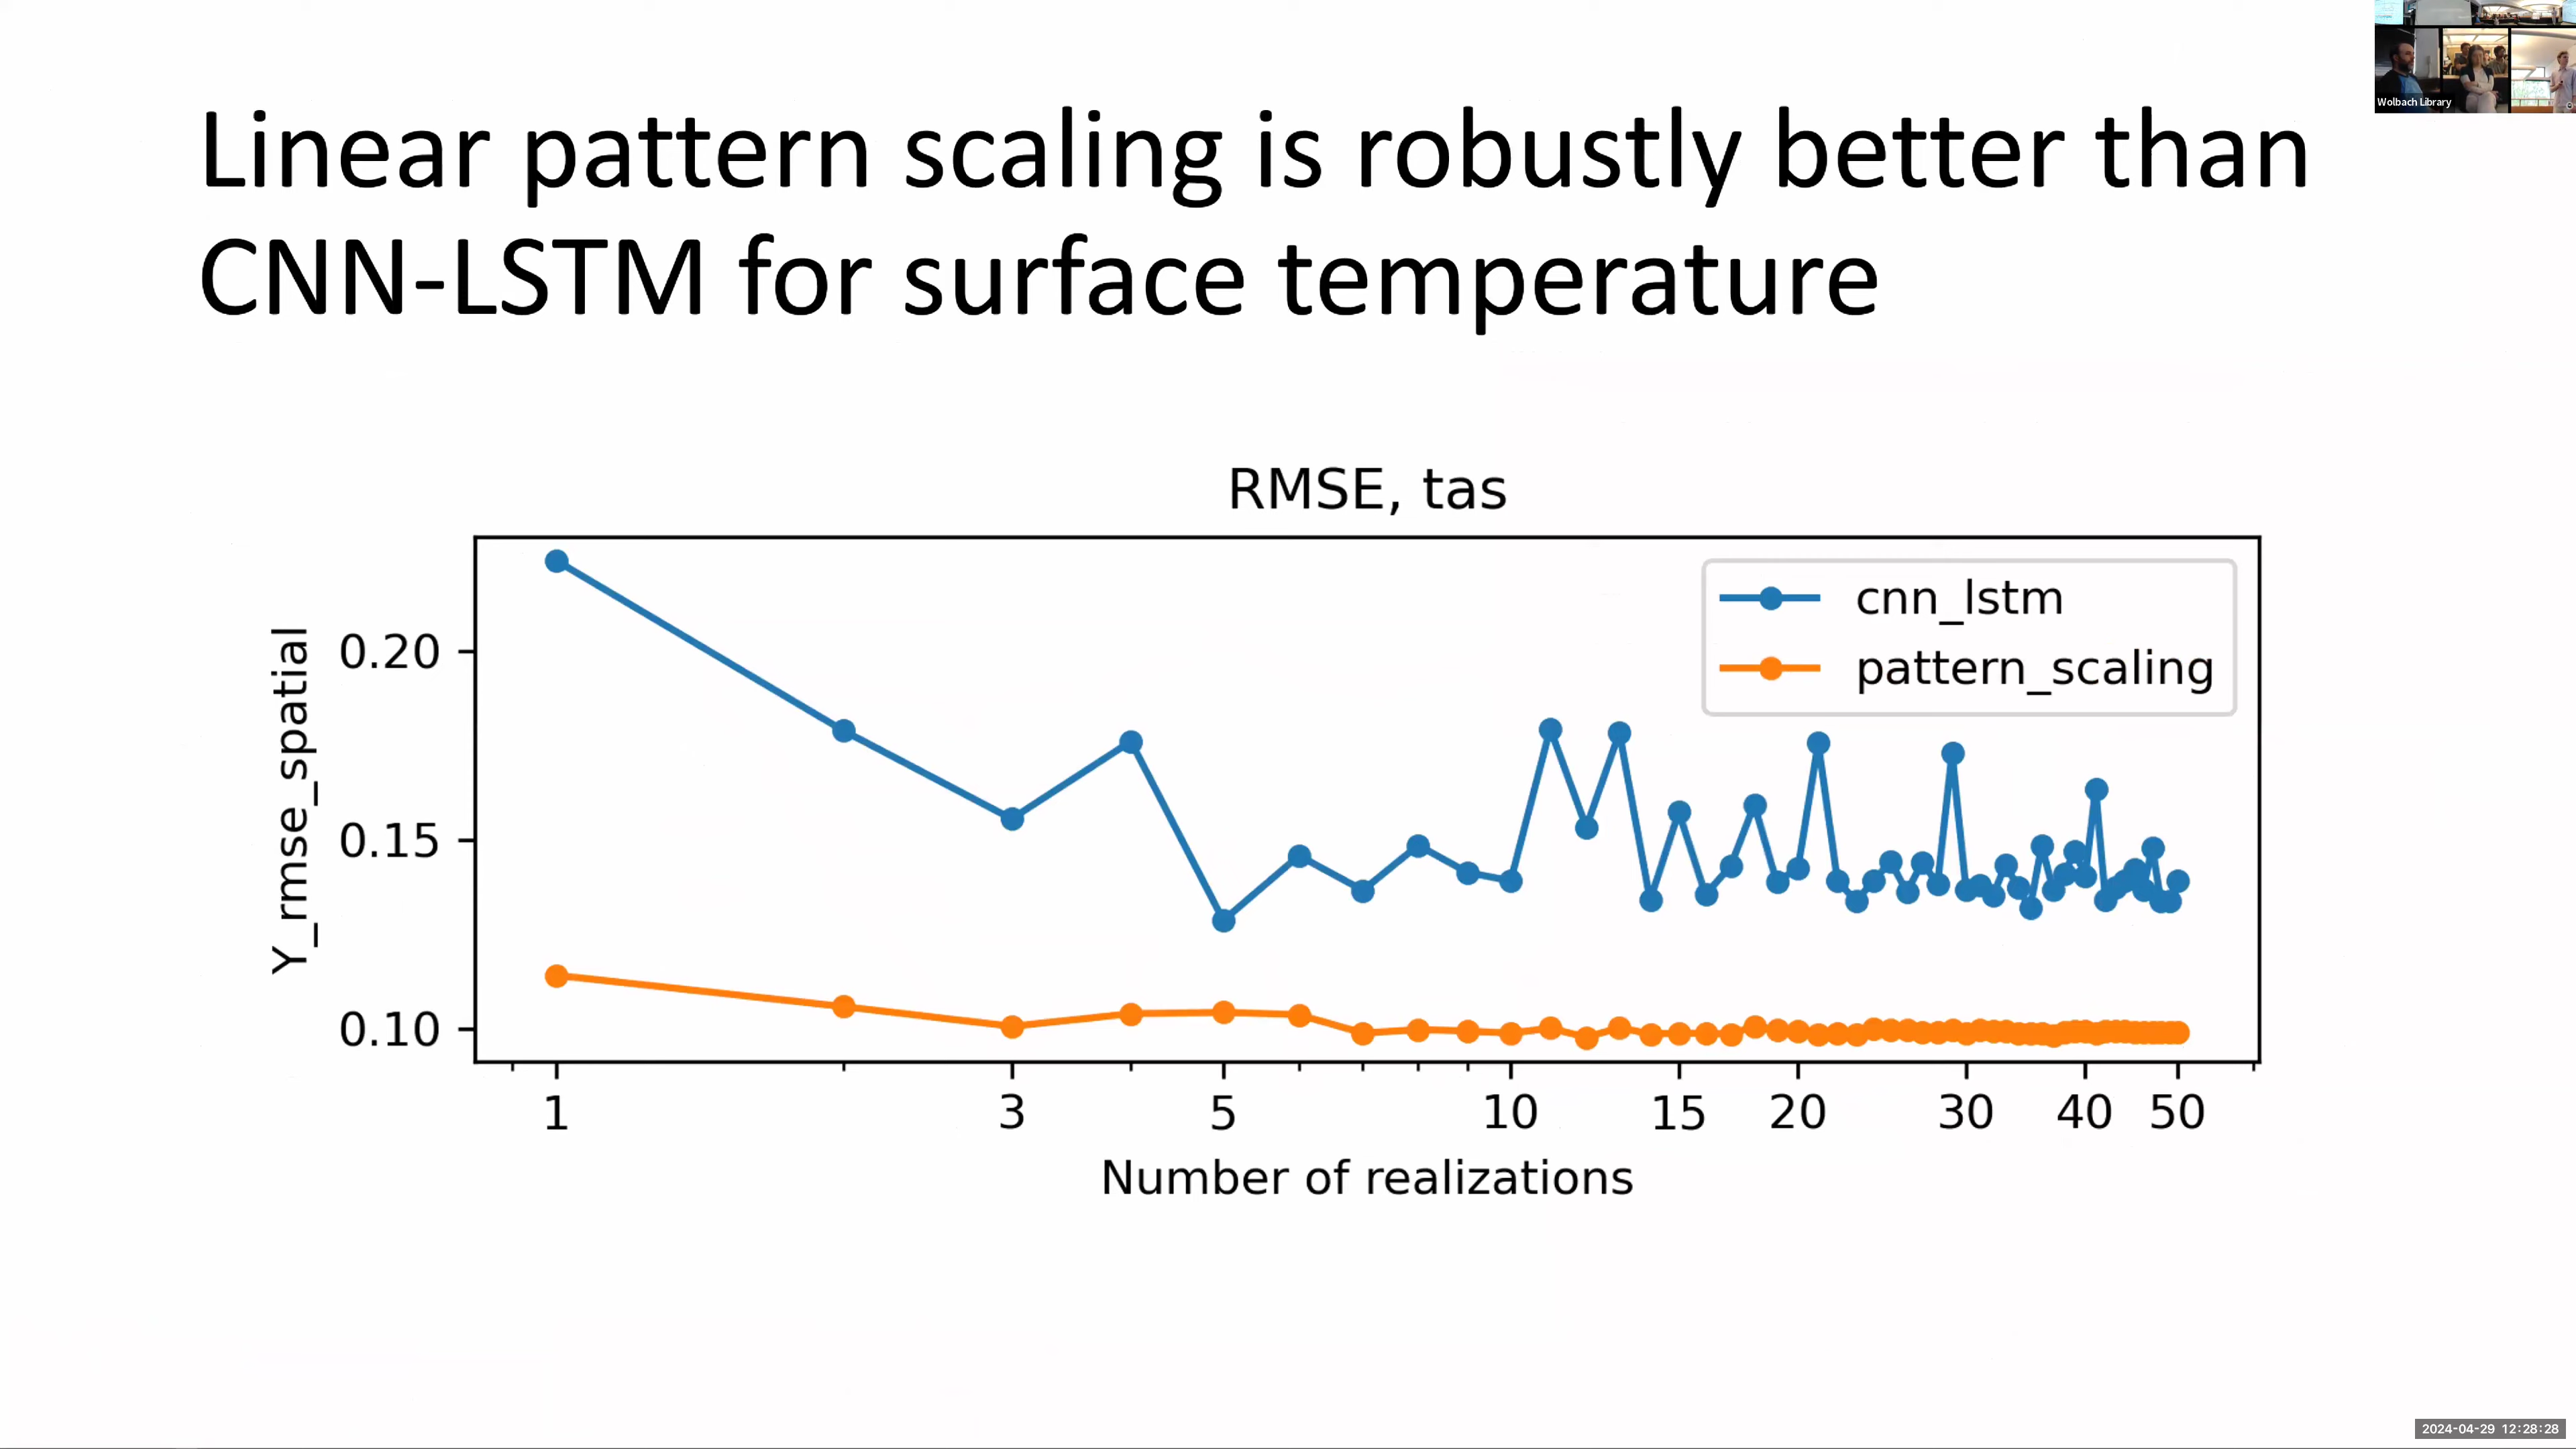 Wolbach Library
Linear pattern scaling is robustly better than
CNN-LSTM for surface temperature
RMSE, tas
cnn_lstm
pattern_scaling
Y_rmse_spatial
0.20
0.15
0.10
1 3 5 10 15 20 30 40 50
Number of realizations
2024-04-29 12:28:28